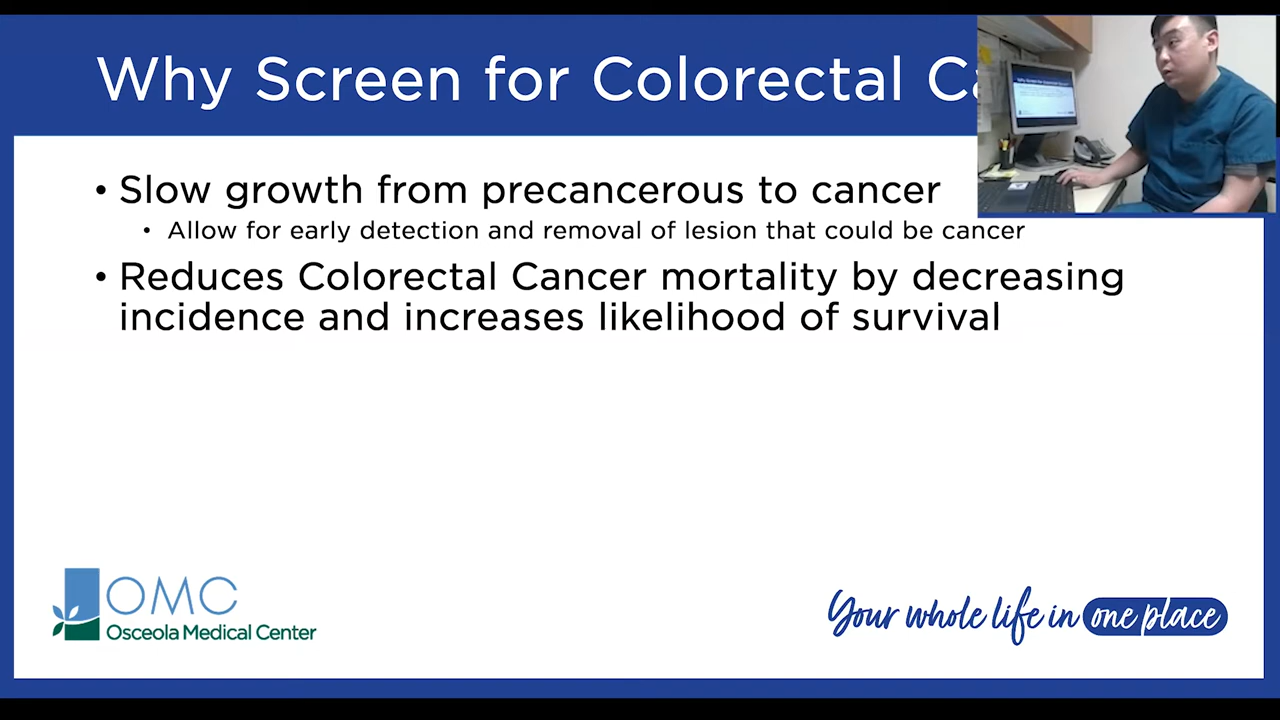 Why Screen for Colorectal
• Slow growth from precancerous to cancer
• Allow for early detection and removal of lesion that could be cancer
• Reduces Colorectal Cancer mortality by decreasing
incidence and increases likelihood of survival
OMC
Osceola Medical Center
Your whole life in one place